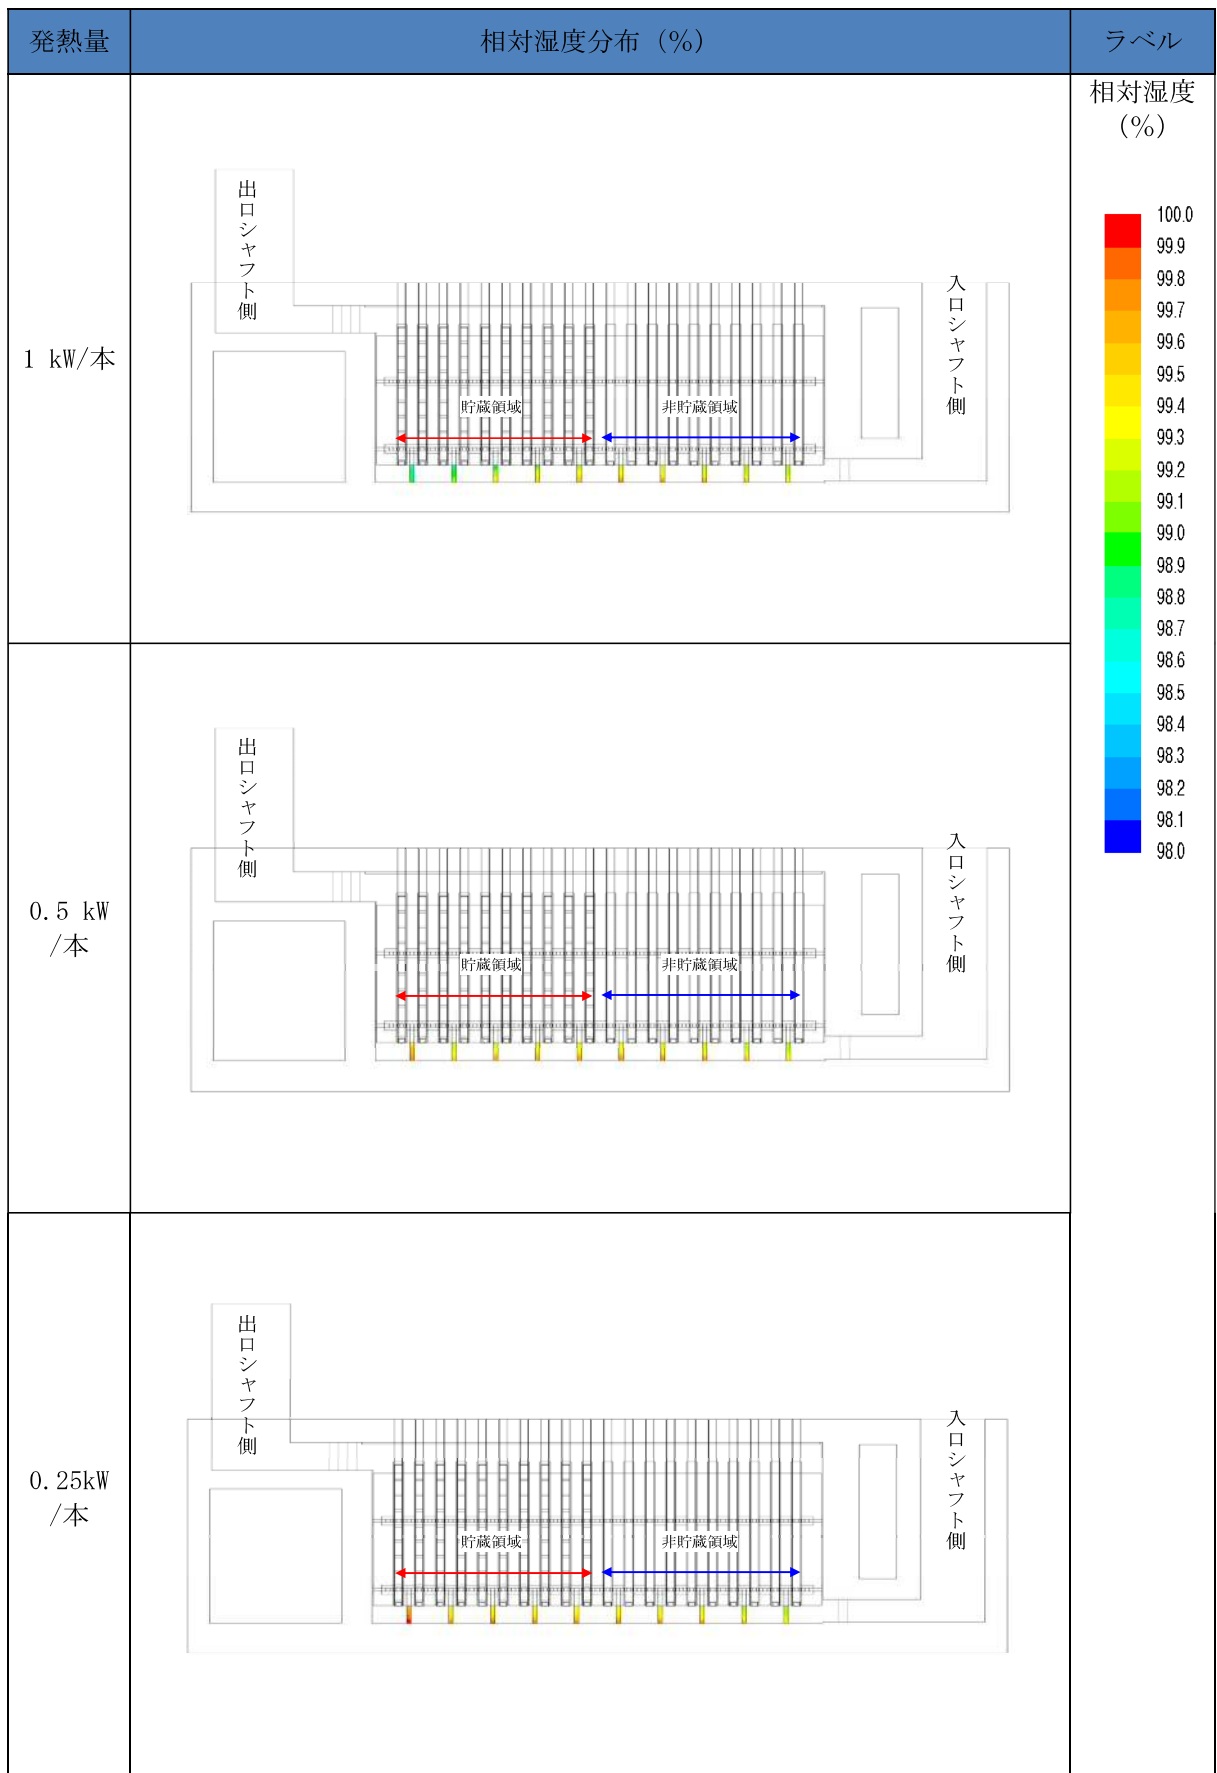 発熱量
相対湿度分布 (%)
ラベル
1 kW/本
出口シャフト側
入口シャフト側
貯蔵領域
非貯蔵領域
相対湿度
(%)
100.0
99.9
99.8
99.7
99.6
99.5
99.4
99.3
99.2
99.1
99.0
98.9
98.8
98.7
98.6
98.5
98.4
98.3
98.2
98.1
98.0
0.5 kW
/本
出口シャフト側
入口シャフト側
貯蔵領域
非貯蔵領域
0.25kW
/本
出口シャフト側
入口シャフト側
貯蔵領域
非貯蔵領域